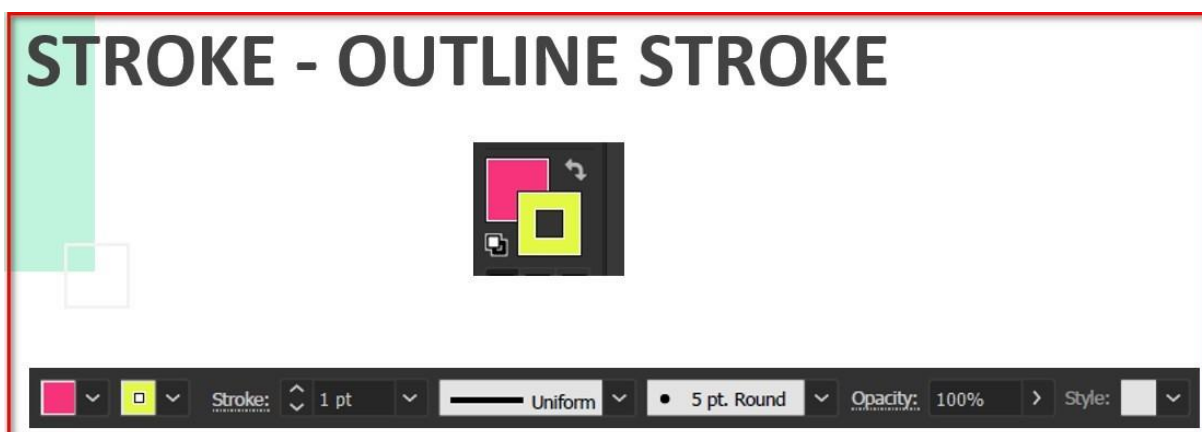 STROKE - OUTLINE STROKE
Stroke: 1 pt Uniform 5 pt. Round Opacity: 100% Style: